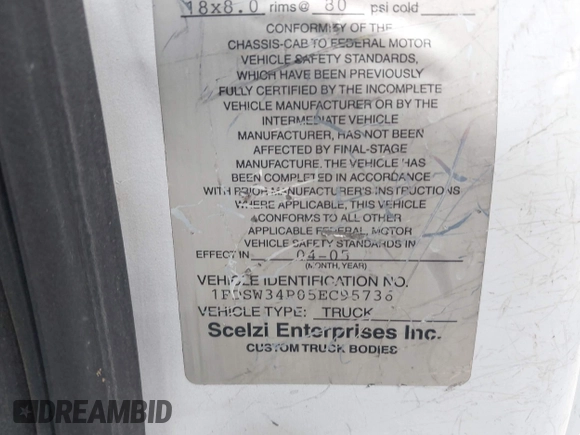 18x8.0 rims@ 80 psi cold
CONFORMITY OF THE
CHASSIS-CAB TO FEDERAL MOTOR
VEHICLE SAFETY STANDARDS,
WHICH HAVE BEEN PREVIOUSLY
FULLY CERTIFIED BY THE INCOMPLETE
VEHICLE MANUFACTURER OR BY THE
INTERMEDIATE VEHICLE
MANUFACTURER, HAS NOT BEEN
AFFECTED BY FINAL-STAGE
MANUFACTURE. THE VEHICLE HAS
BEEN COMPLETED IN ACCORDANCE
WITH PRIOR MANUFACTURER'S INSTRUCTIONS
WHERE APPLICABLE, THIS VEHICLE
CONFORMS TO ALL OTHER
APPLICABLE FEDERAL, MOTOR
VEHICLE SAFETY STANDARDS IN
EFFECT IN 04-05
(MONTH, YEAR)
VEHICLE IDENTIFICATION NO.
1FDSW34P05EC95736
VEHICLE TYPE: TRUCK
Scelzi Enterprises Inc.
CUSTOM TRUCK BODIES
DREAMBID